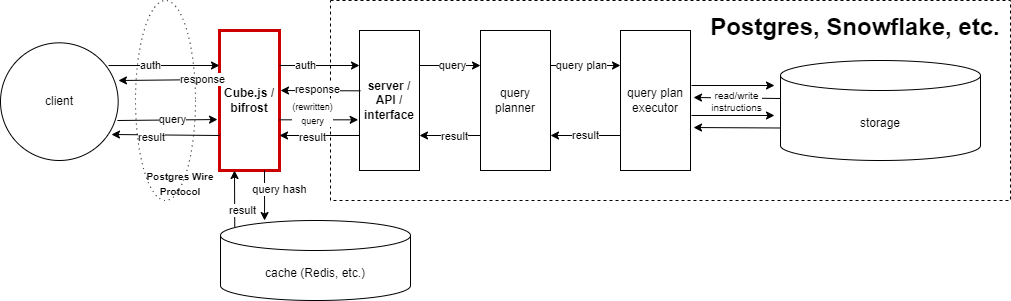 Postgres, Snowflake, etc.
client
auth
response
query
result
Postgres Wire
Protocol
Cube.js /
bifrost
auth
response
(rewritten)
query
result
server /
API /
interface
query
result
query
planner
query plan
result
query plan
executor
read/write
instructions
storage
query hash
result
cache (Redis, etc.)